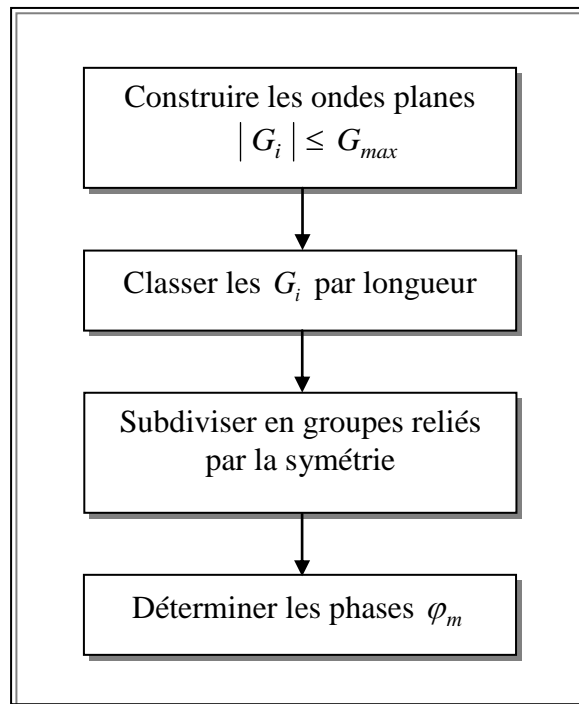 Construire les ondes planes
| G_i | ≤ G_max
Classer les G_i par longueur
Subdiviser en groupes reliés
par la symétrie
Déterminer les phases φ_m